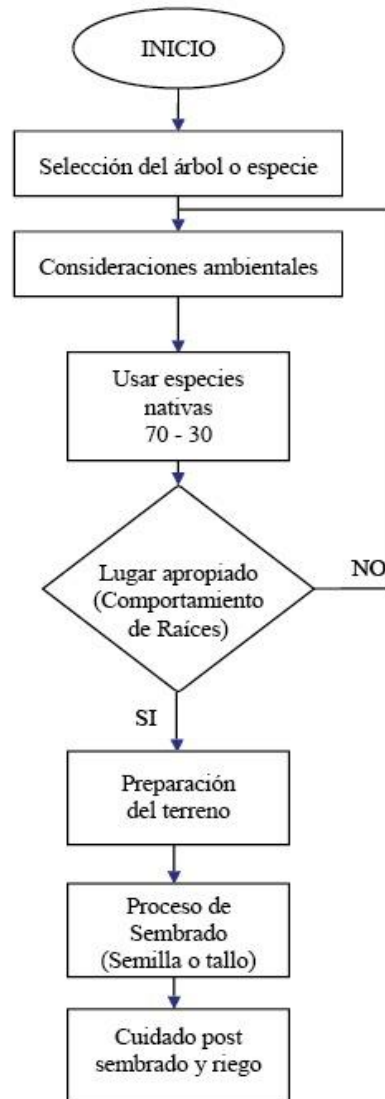 INICIO
Selección del árbol o especie
Consideraciones ambientales
Usar especies
nativas
70 - 30
Lugar apropiado
(Comportamiento
de Raíces)
NO
SI
Preparación
del terreno
Proceso de
Sembrado
(Semilla o tallo)
Cuidado post
sembrado y riego